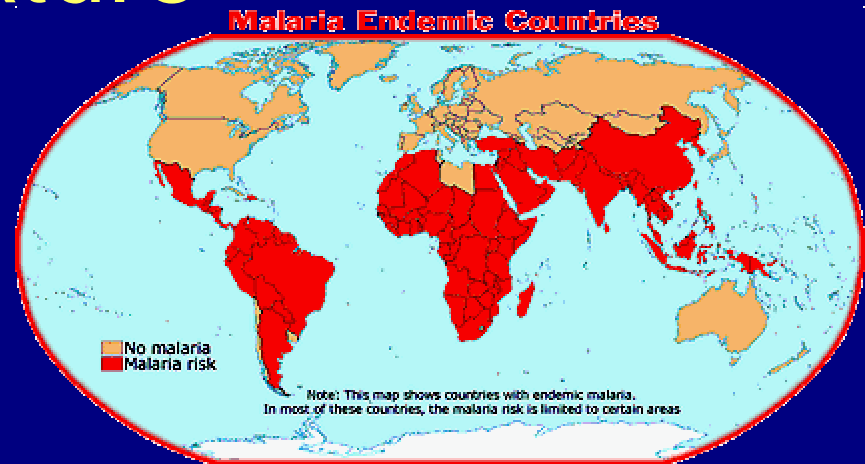 Malaria Endemic Countries
No malaria
Malaria risk
Note: This map shows countries with endemic malaria.
In most of these countries, the malaria risk is limited to certain areas